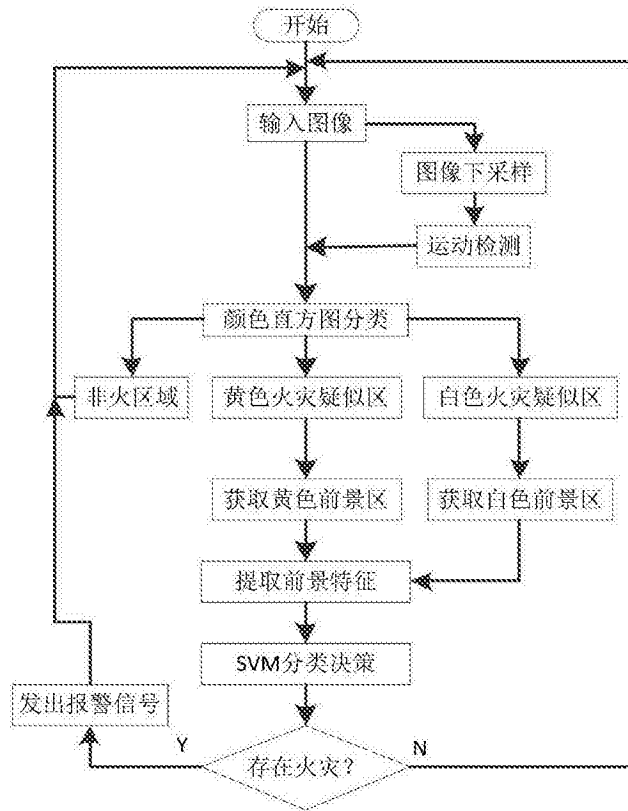 开始
输入图像
图像下采样
运动检测
颜色直方图分类
非火区域
黄色火灾疑似区
白色火灾疑似区
获取黄色前景区
获取白色前景区
提取前景特征
SVM分类决策
发出报警信号
Y
存在火灾?
N